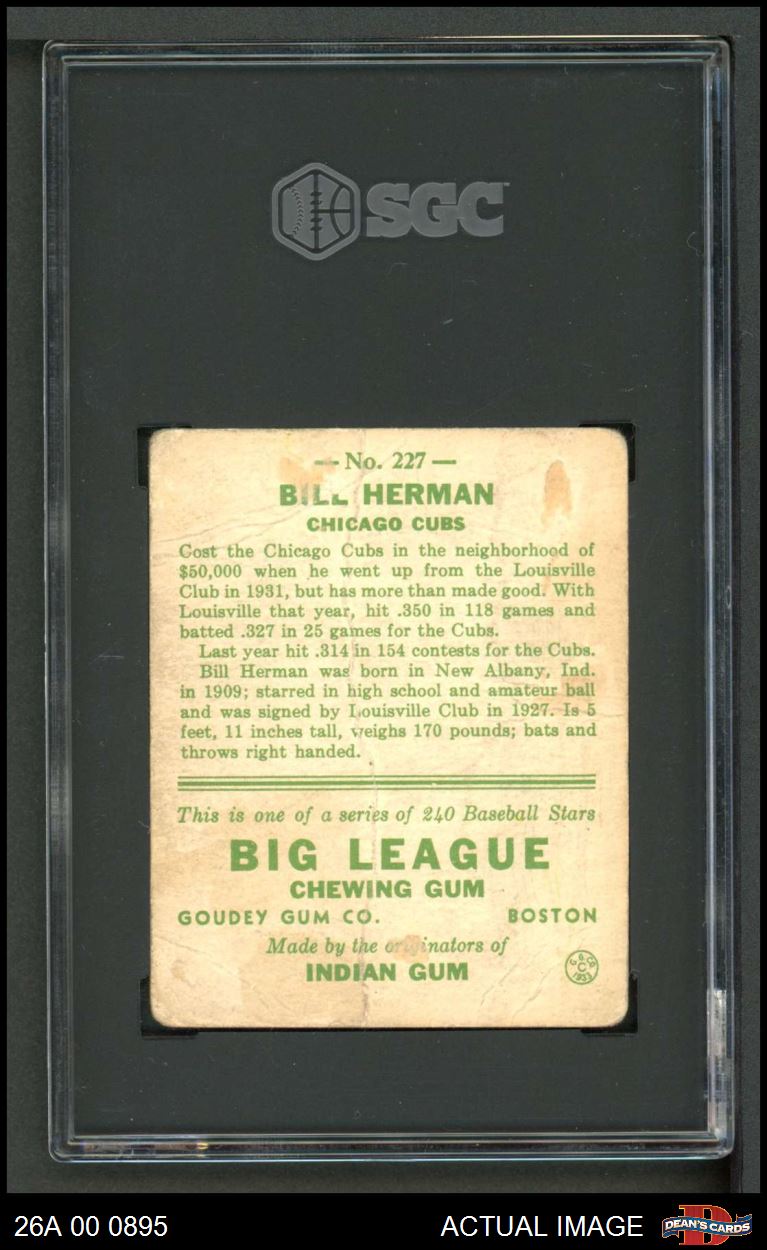 SGC
— No. 227 —
BILL HERMAN
CHICAGO CUBS
Cost the Chicago Cubs in the neighborhood of
$50,000 when he went up from the Louisville
Club in 1931, but has more than made good. With
Louisville that year, hit .350 in 118 games and
batted .327 in 25 games for the Cubs.
Last year hit .314 in 154 contests for the Cubs.
Bill Herman was born in New Albany, Ind.
in 1909; starred in high school and amateur ball
and was signed by Louisville Club in 1927. Is 5
feet, 11 inches tall, weighs 170 pounds; bats and
throws right handed.
This is one of a series of 240 Baseball Stars
BIG LEAGUE
CHEWING GUM
GOUDEY GUM CO. BOSTON
Made by the originators of
INDIAN GUM
G. G. Co.
C
1933
26A 00 0895 ACTUAL IMAGE D DEAN'S CARDS